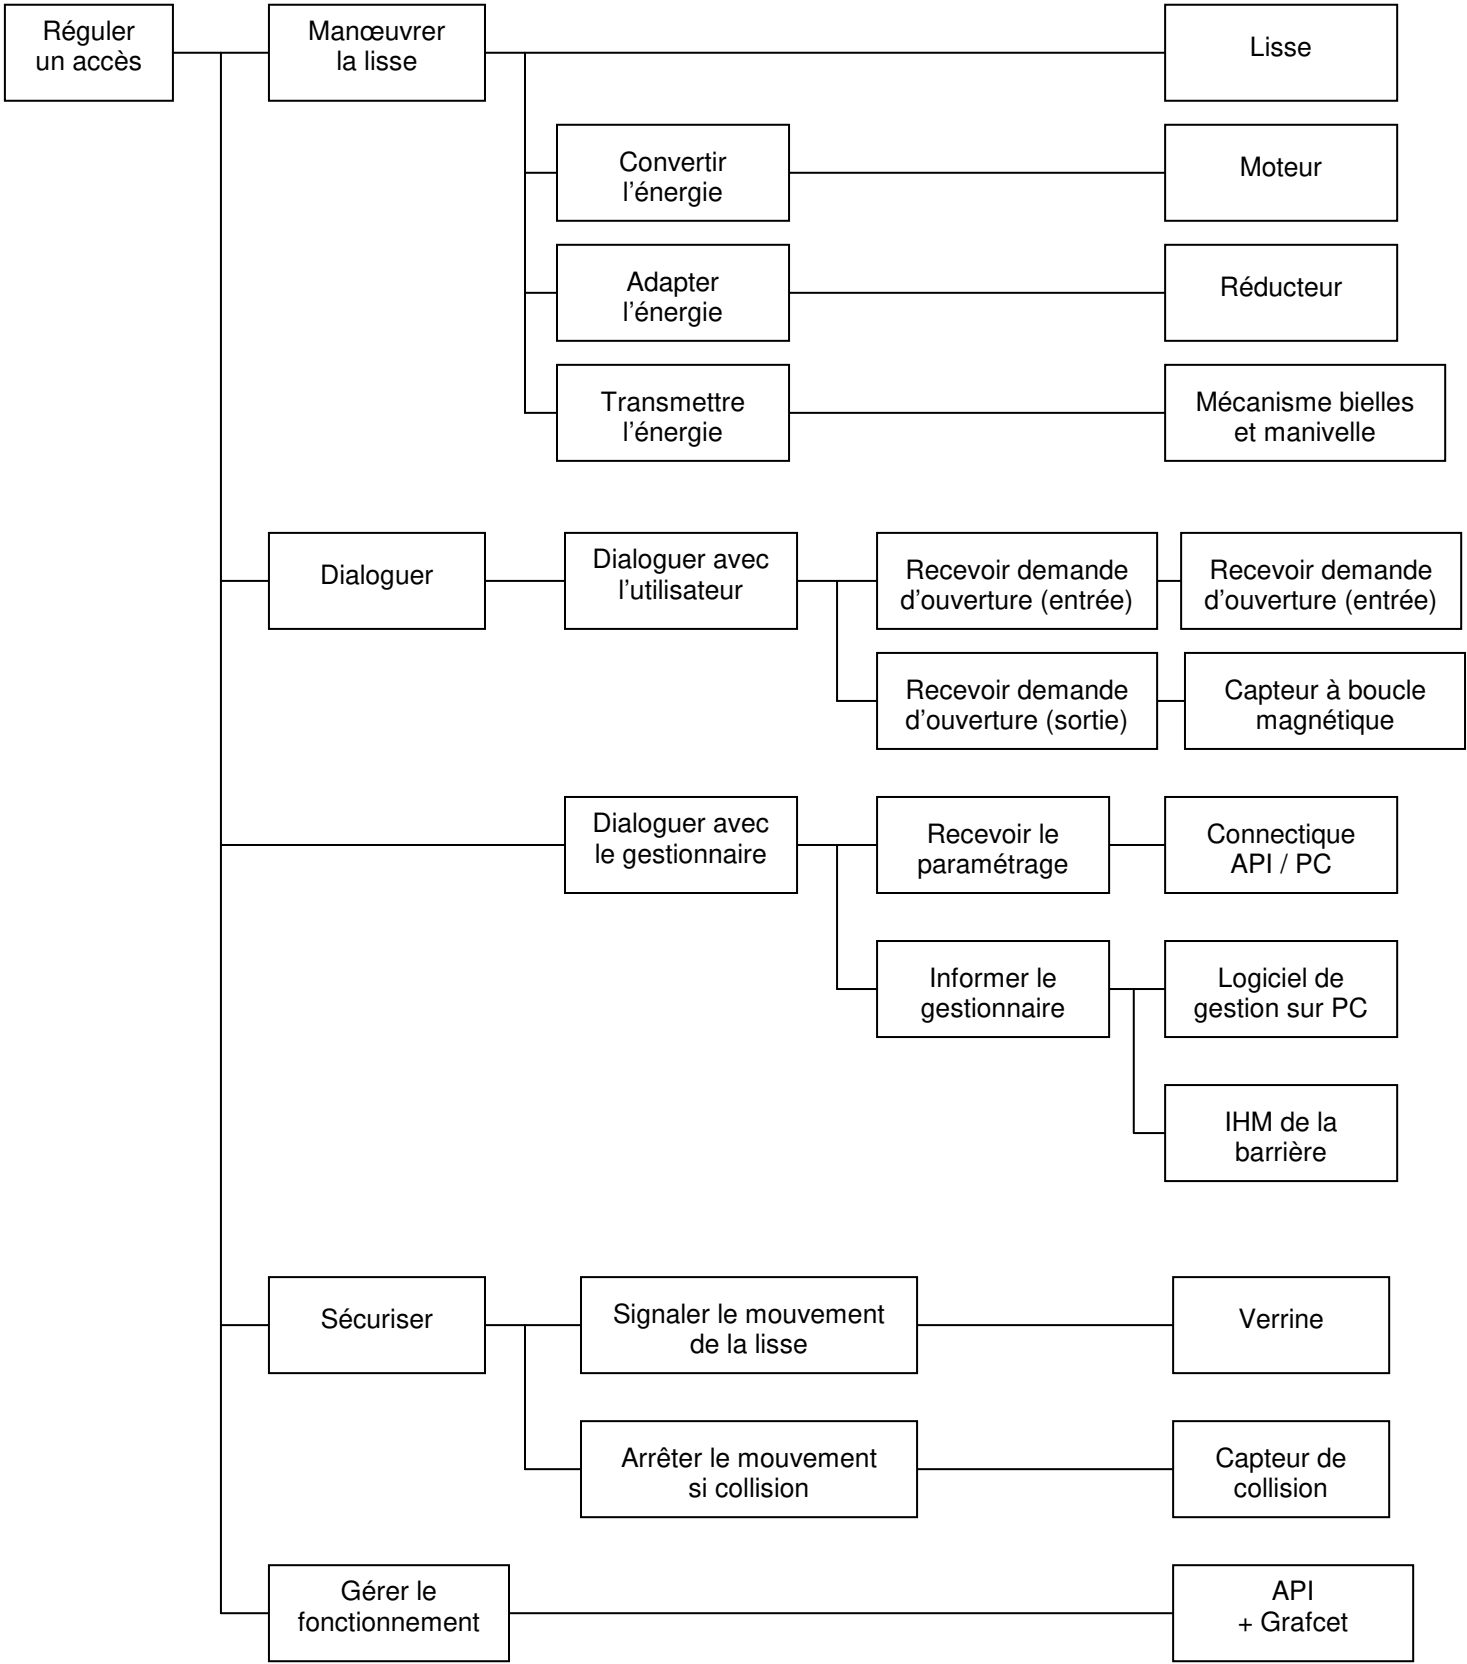 Réguler
un accès
Manœuvrer
la lisse
Lisse
Convertir
l’énergie
Moteur
Adapter
l’énergie
Réducteur
Transmettre
l’énergie
Mécanisme bielles
et manivelle
Dialoguer
Dialoguer avec
l’utilisateur
Recevoir demande
d’ouverture (entrée)
Recevoir demande
d’ouverture (entrée)
Recevoir demande
d’ouverture (sortie)
Capteur à boucle
magnétique
Dialoguer avec
le gestionnaire
Recevoir le
paramétrage
Connectique
API / PC
Informer le
gestionnaire
Logiciel de
gestion sur PC
IHM de la
barrière
Sécuriser
Signaler le mouvement
de la lisse
Verrine
Arrêter le mouvement
si collision
Capteur de
collision
Gérer le
fonctionnement
API
+ Grafcet